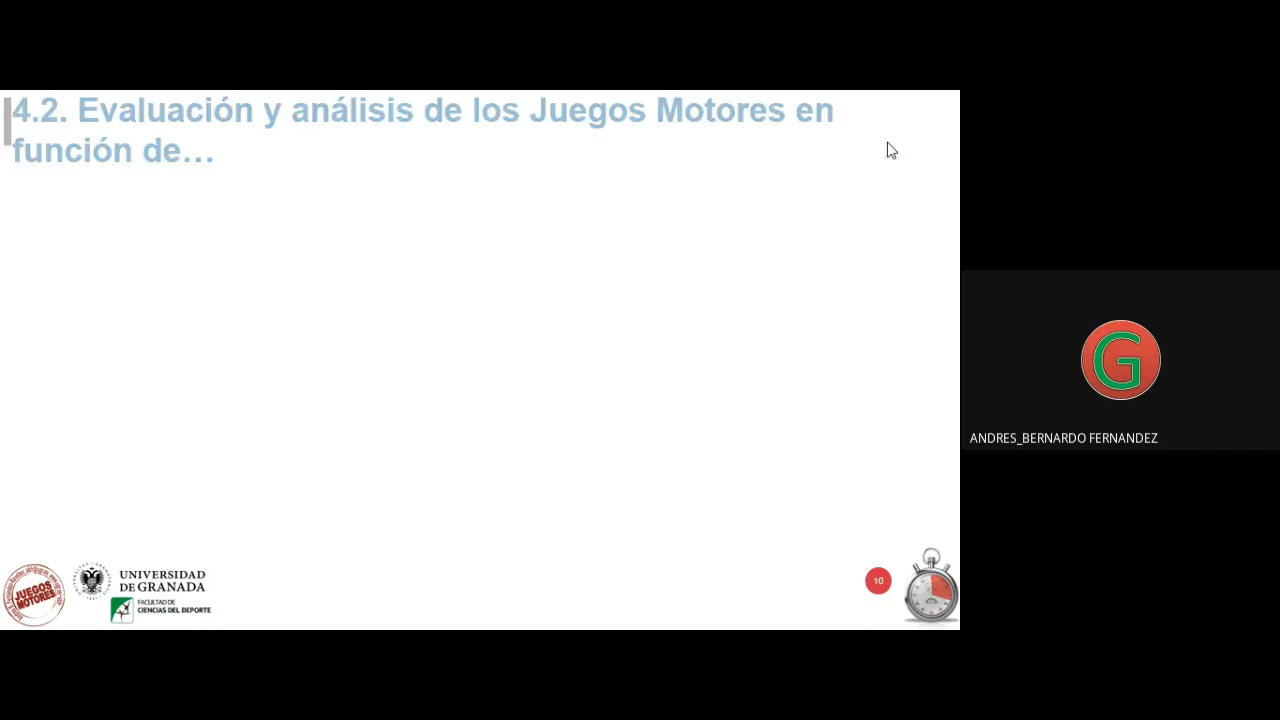 4.2. Evaluación y análisis de los Juegos Motores en
función de...
G
ANDRES_BERNARDO FERNANDEZ
JUEGOS
MOTORES
UNIVERSIDAD
DE GRANADA
FACULTAD DE
CIENCIAS DEL DEPORTE
10